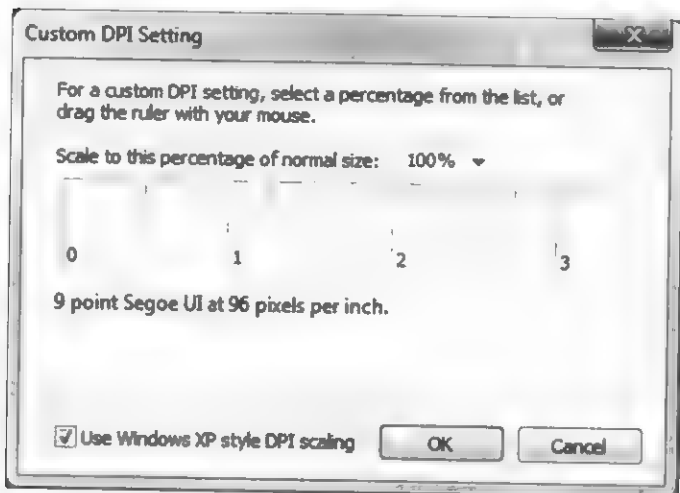 Custom DPI Setting
For a custom DPI setting, select a percentage from the list, or
drag the ruler with your mouse.
Scale to this percentage of normal size: 100%
0 1 2 3
9 point Segoe UI at 96 pixels per inch.
Use Windows XP style DPI scaling OK Cancel